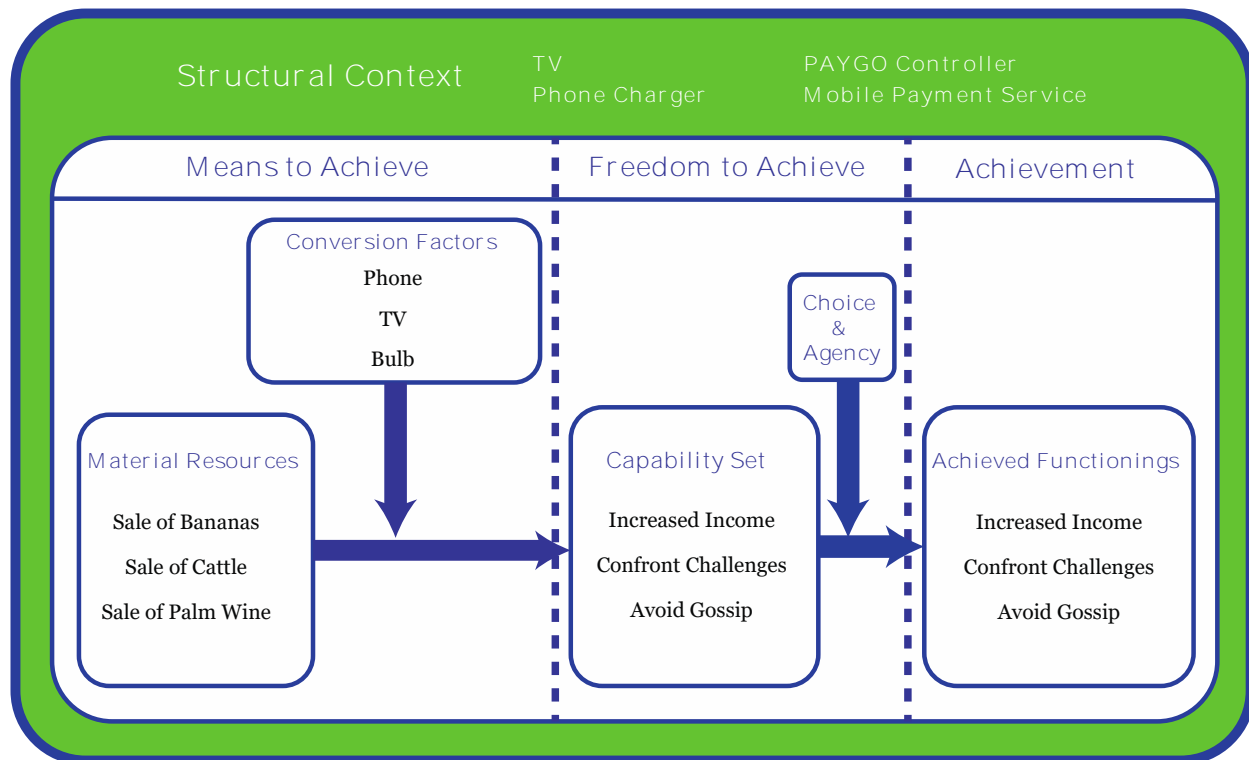 Structural Context
TV
Phone Charger
PAYGO Controller
Mobile Payment Service
Means to Achieve
Freedom to Achieve
Achievement
Conversion Factors
Phone
TV
Bulb
Choice
&
Agency
Material Resources
Sale of Bananas
Sale of Cattle
Sale of Palm Wine
Capability Set
Increased Income
Confront Challenges
Avoid Gossip
Achieved Functionings
Increased Income
Confront Challenges
Avoid Gossip